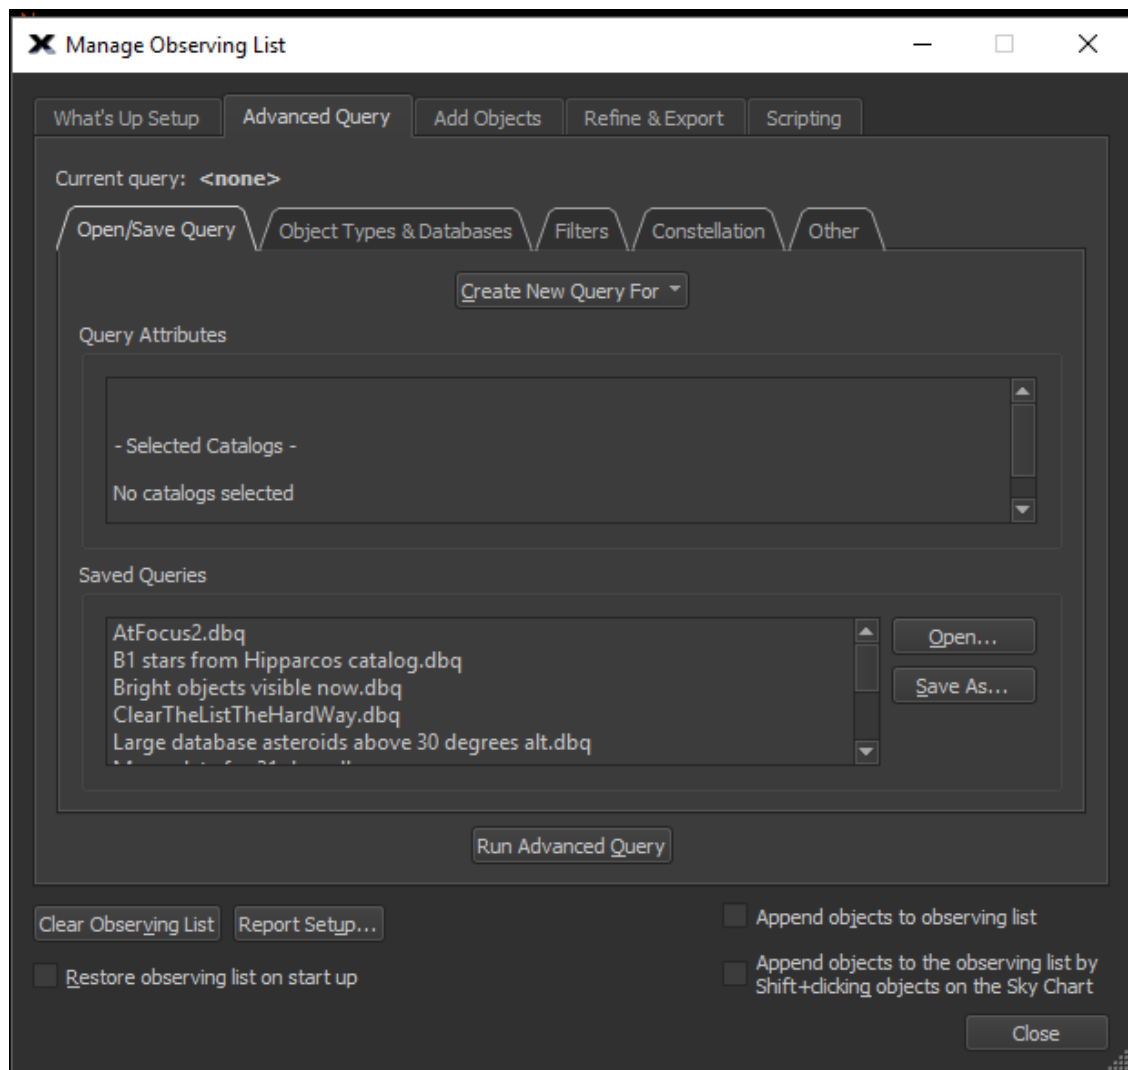 Manage Observing List
What's Up Setup
Advanced Query
Add Objects
Refine & Export
Scripting
Current query: <none>
Open/Save Query
Object Types & Databases
Filters
Constellation
Other
Create New Query For
Query Attributes
- Selected Catalogs -
No catalogs selected
Saved Queries
AtFocus2.dbq
B1 stars from Hipparcos catalog.dbq
Bright objects visible now.dbq
ClearTheListTheHardWay.dbq
Large database asteroids above 30 degrees alt.dbq
Open...
Save As...
Run Advanced Query
Clear Observing List
Report Setup...
Append objects to observing list
Restore observing list on start up
Append objects to the observing list by
Shift+clicking objects on the Sky Chart
Close